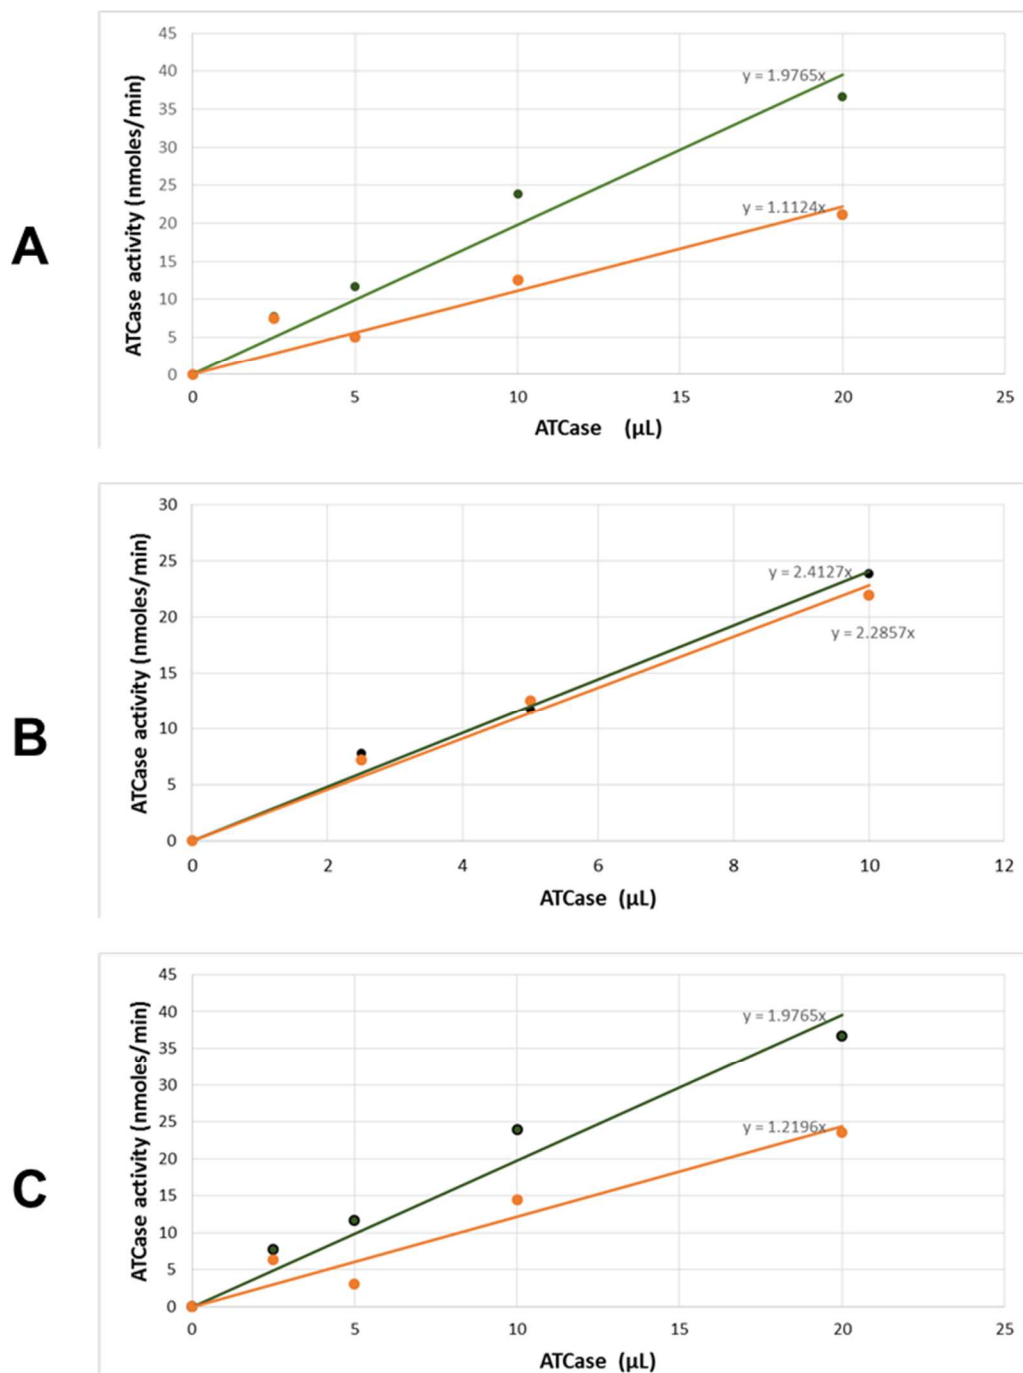 A
ATCase activity (nmoles/min)
45
40
35
30
25
20
15
10
5
0
y = 1.9765x
y = 1.1124x
0 5 10 15 20 25
ATCase (µL)
B
ATCase activity (nmoles/min)
30
25
20
15
10
5
0
y = 2.4127x
y = 2.2857x
0 2 4 6 8 10 12
ATCase (µL)
C
ATCase activity (nmoles/min)
45
40
35
30
25
20
15
10
5
0
y = 1.9765x
y = 1.2196x
0 5 10 15 20 25
ATCase (µL)